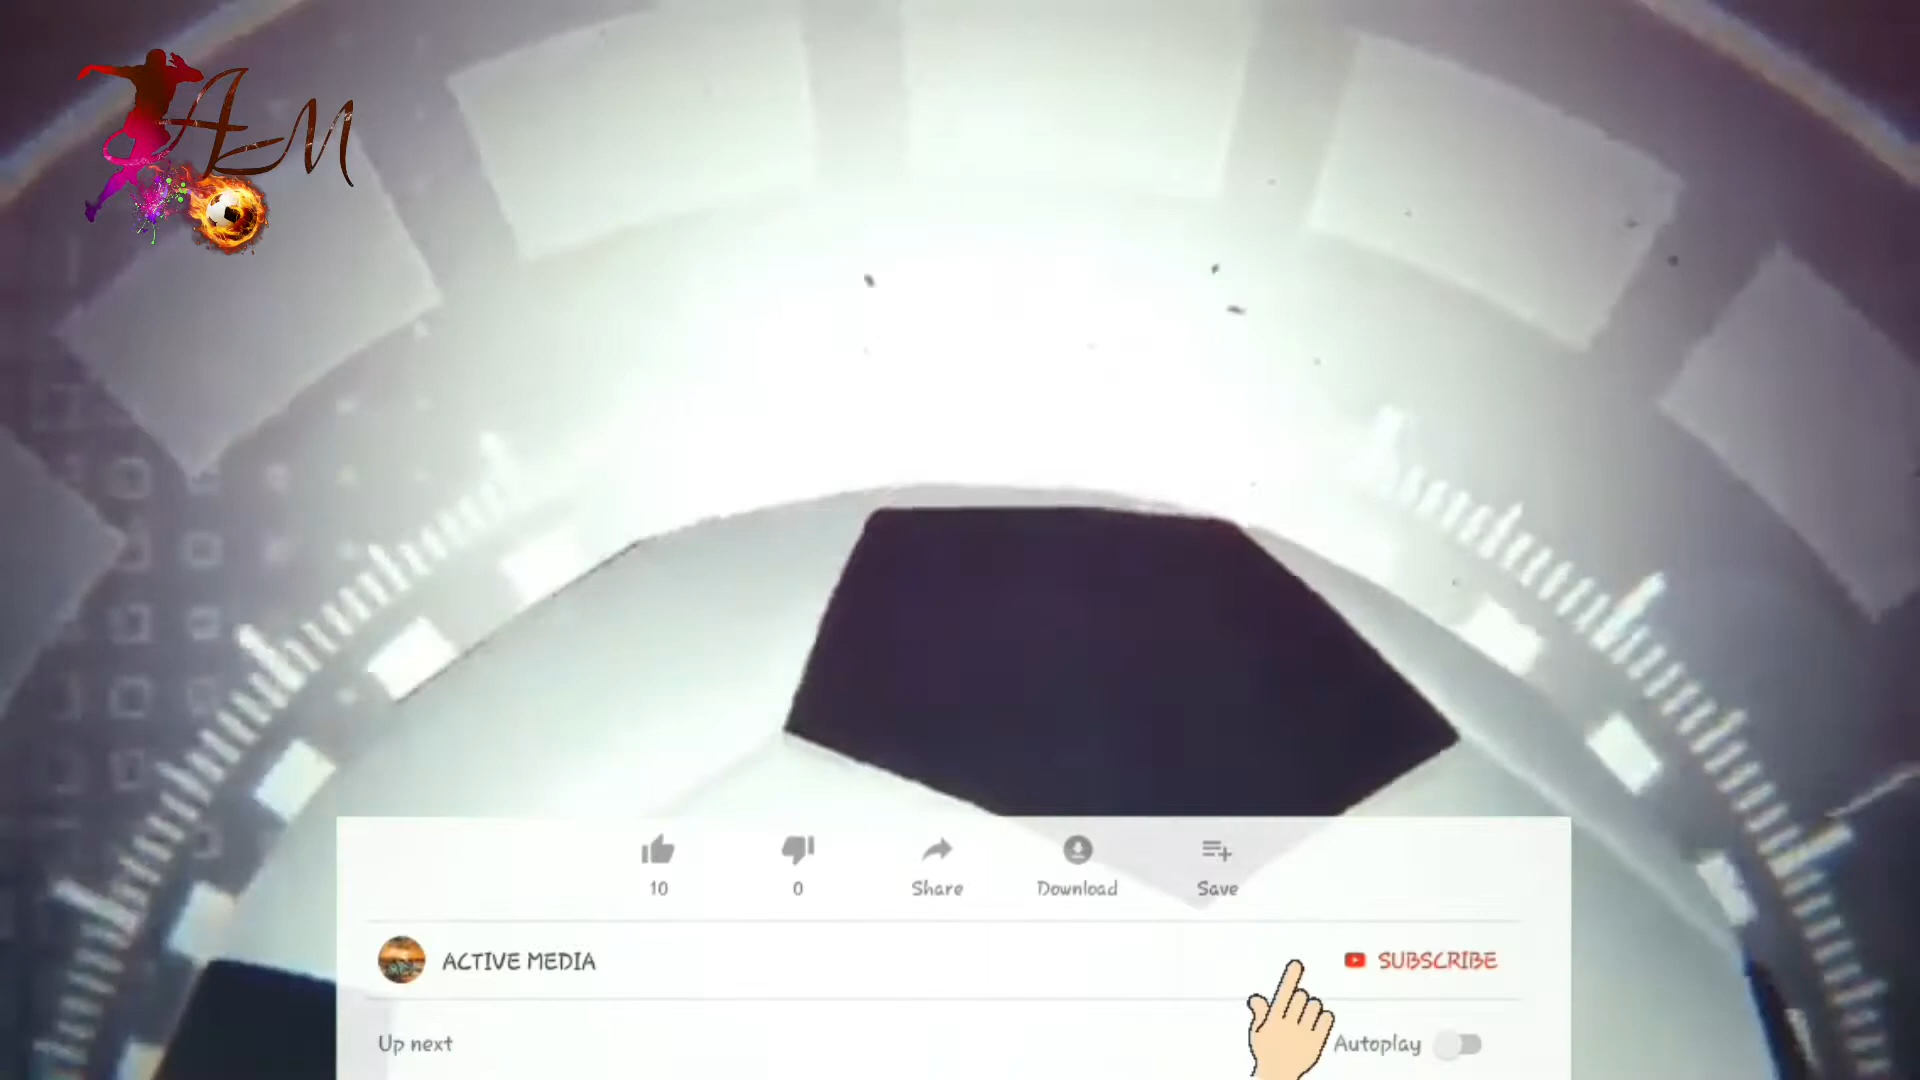 AM
10
0
Share
Download
Save
ACTIVE MEDIA
SUBSCRIBE
Up next
Autoplay